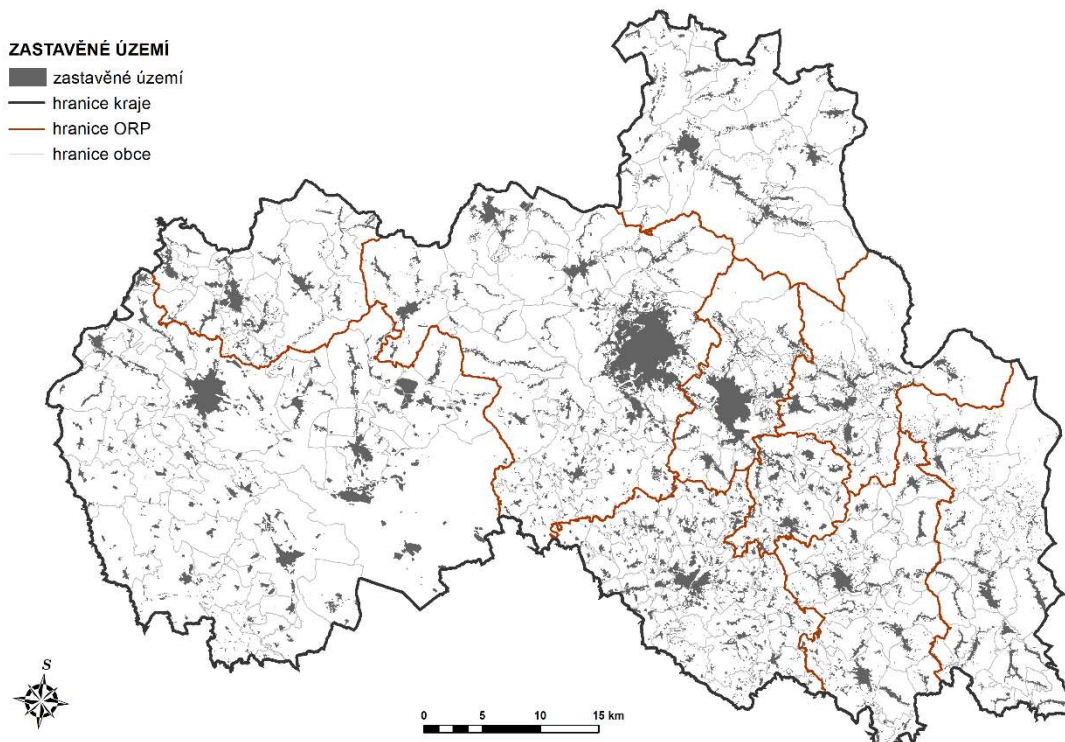 ZASTAVĚNÉ ÚZEMÍ
zastavěné území
hranice kraje
hranice ORP
hranice obce
S
0 5 10 15 km